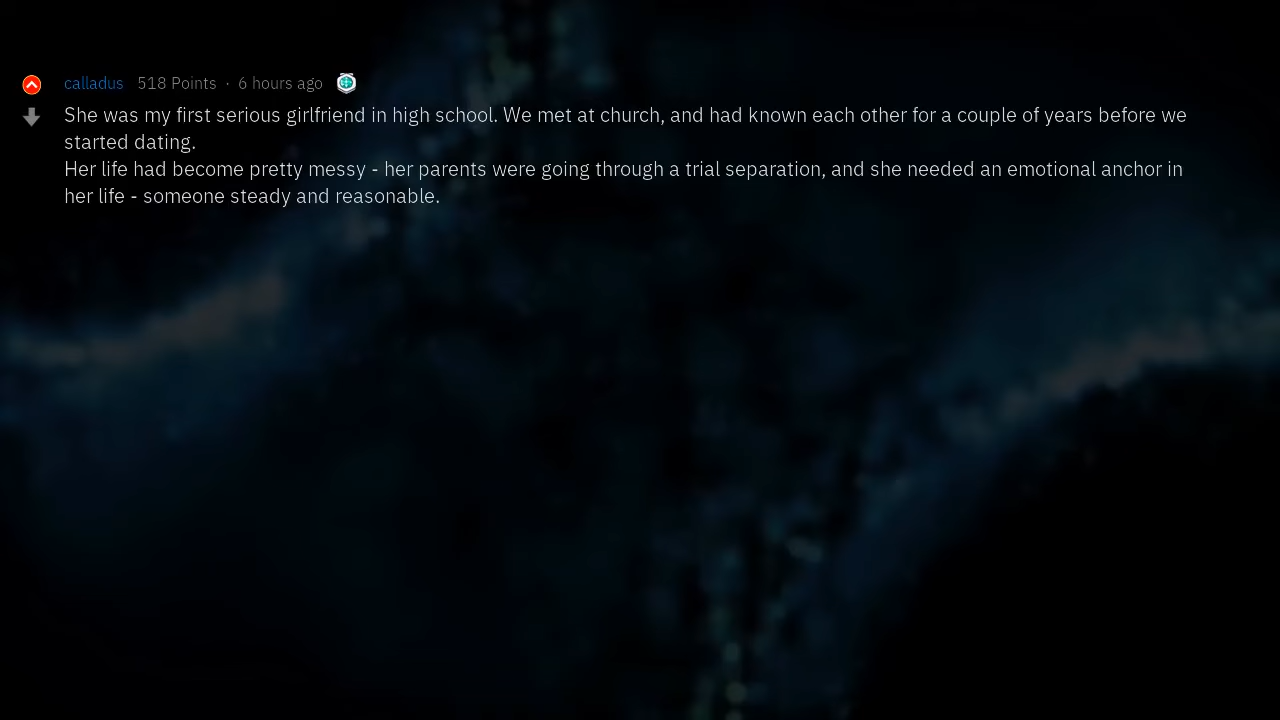 calladus 518 Points · 6 hours ago
She was my first serious girlfriend in high school. We met at church, and had known each other for a couple of years before we
started dating.
Her life had become pretty messy - her parents were going through a trial separation, and she needed an emotional anchor in
her life - someone steady and reasonable.